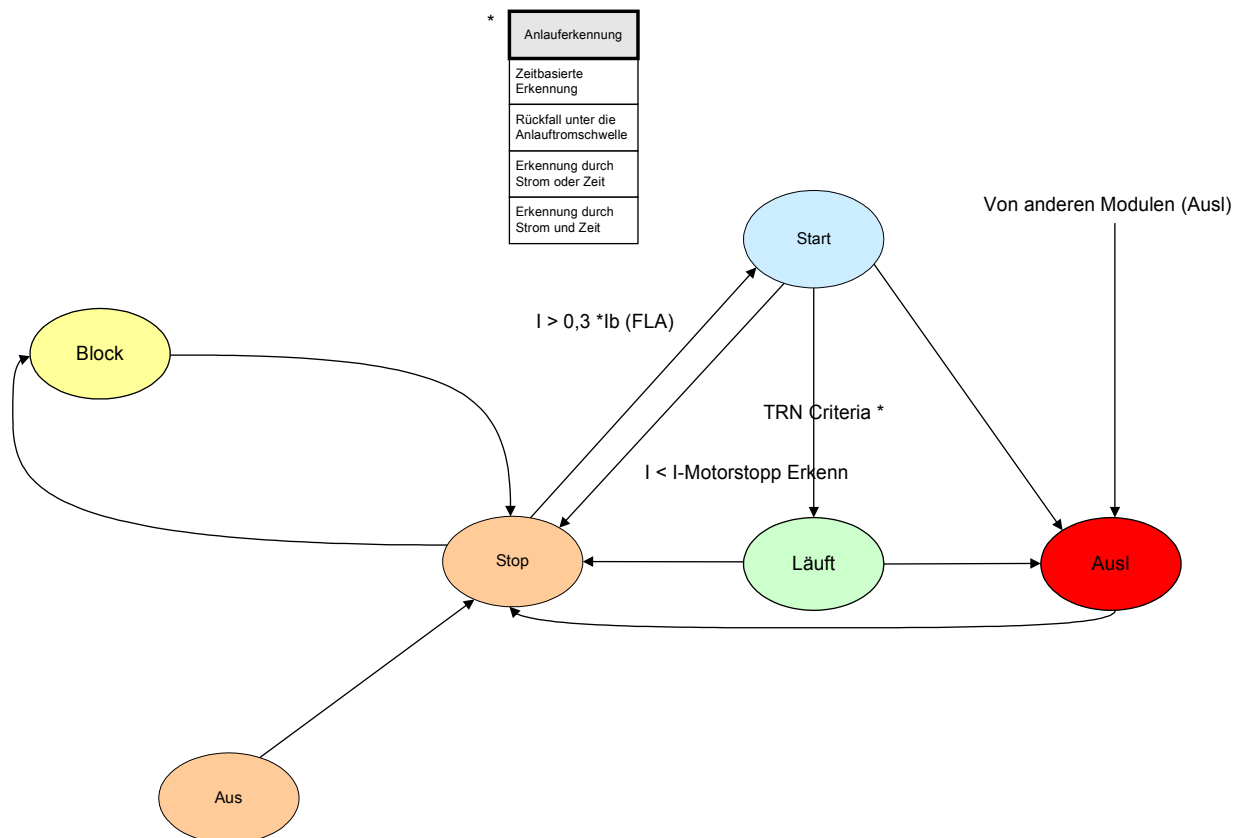 *
Anlauferkennung
Zeitbasierte
Erkennung
Rückfall unter die
Anlauftromschwelle
Erkennung durch
Strom oder Zeit
Erkennung durch
Strom und Zeit
Von anderen Modulen (Ausl)
Start
I > 0,3 *Ib (FLA)
Block
TRN Criteria *
I < I-Motorstopp Erkenn
Stop
Läuft
Ausl
Aus